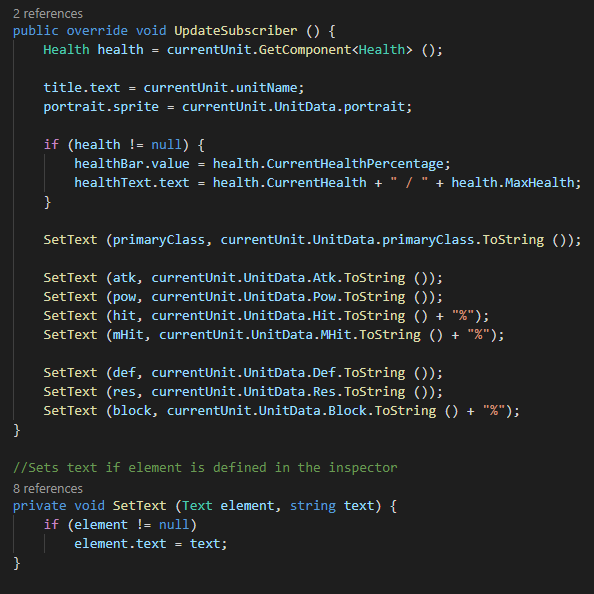 2 references
public override void UpdateSubscriber () {
Health health = currentUnit.GetComponent<Health> ();
title.text = currentUnit.unitName;
portrait.sprite = currentUnit.UnitData.portrait;
if (health != null) {
healthBar.value = health.CurrentHealthPercentage;
healthText.text = health.CurrentHealth + " / " + health.MaxHealth;
}
SetText (primaryClass, currentUnit.UnitData.primaryClass.ToString ());
SetText (atk, currentUnit.UnitData.Atk.ToString ());
SetText (pow, currentUnit.UnitData.Pow.ToString ());
SetText (hit, currentUnit.UnitData.Hit.ToString () + "%");
SetText (mHit, currentUnit.UnitData.MHit.ToString () + "%");
SetText (def, currentUnit.UnitData.Def.ToString ());
SetText (res, currentUnit.UnitData.Res.ToString ());
SetText (block, currentUnit.UnitData.Block.ToString () + "%");
}
//Sets text if element is defined in the inspector
8 references
private void SetText (Text element, string text) {
if (element != null)
element.text = text;
}